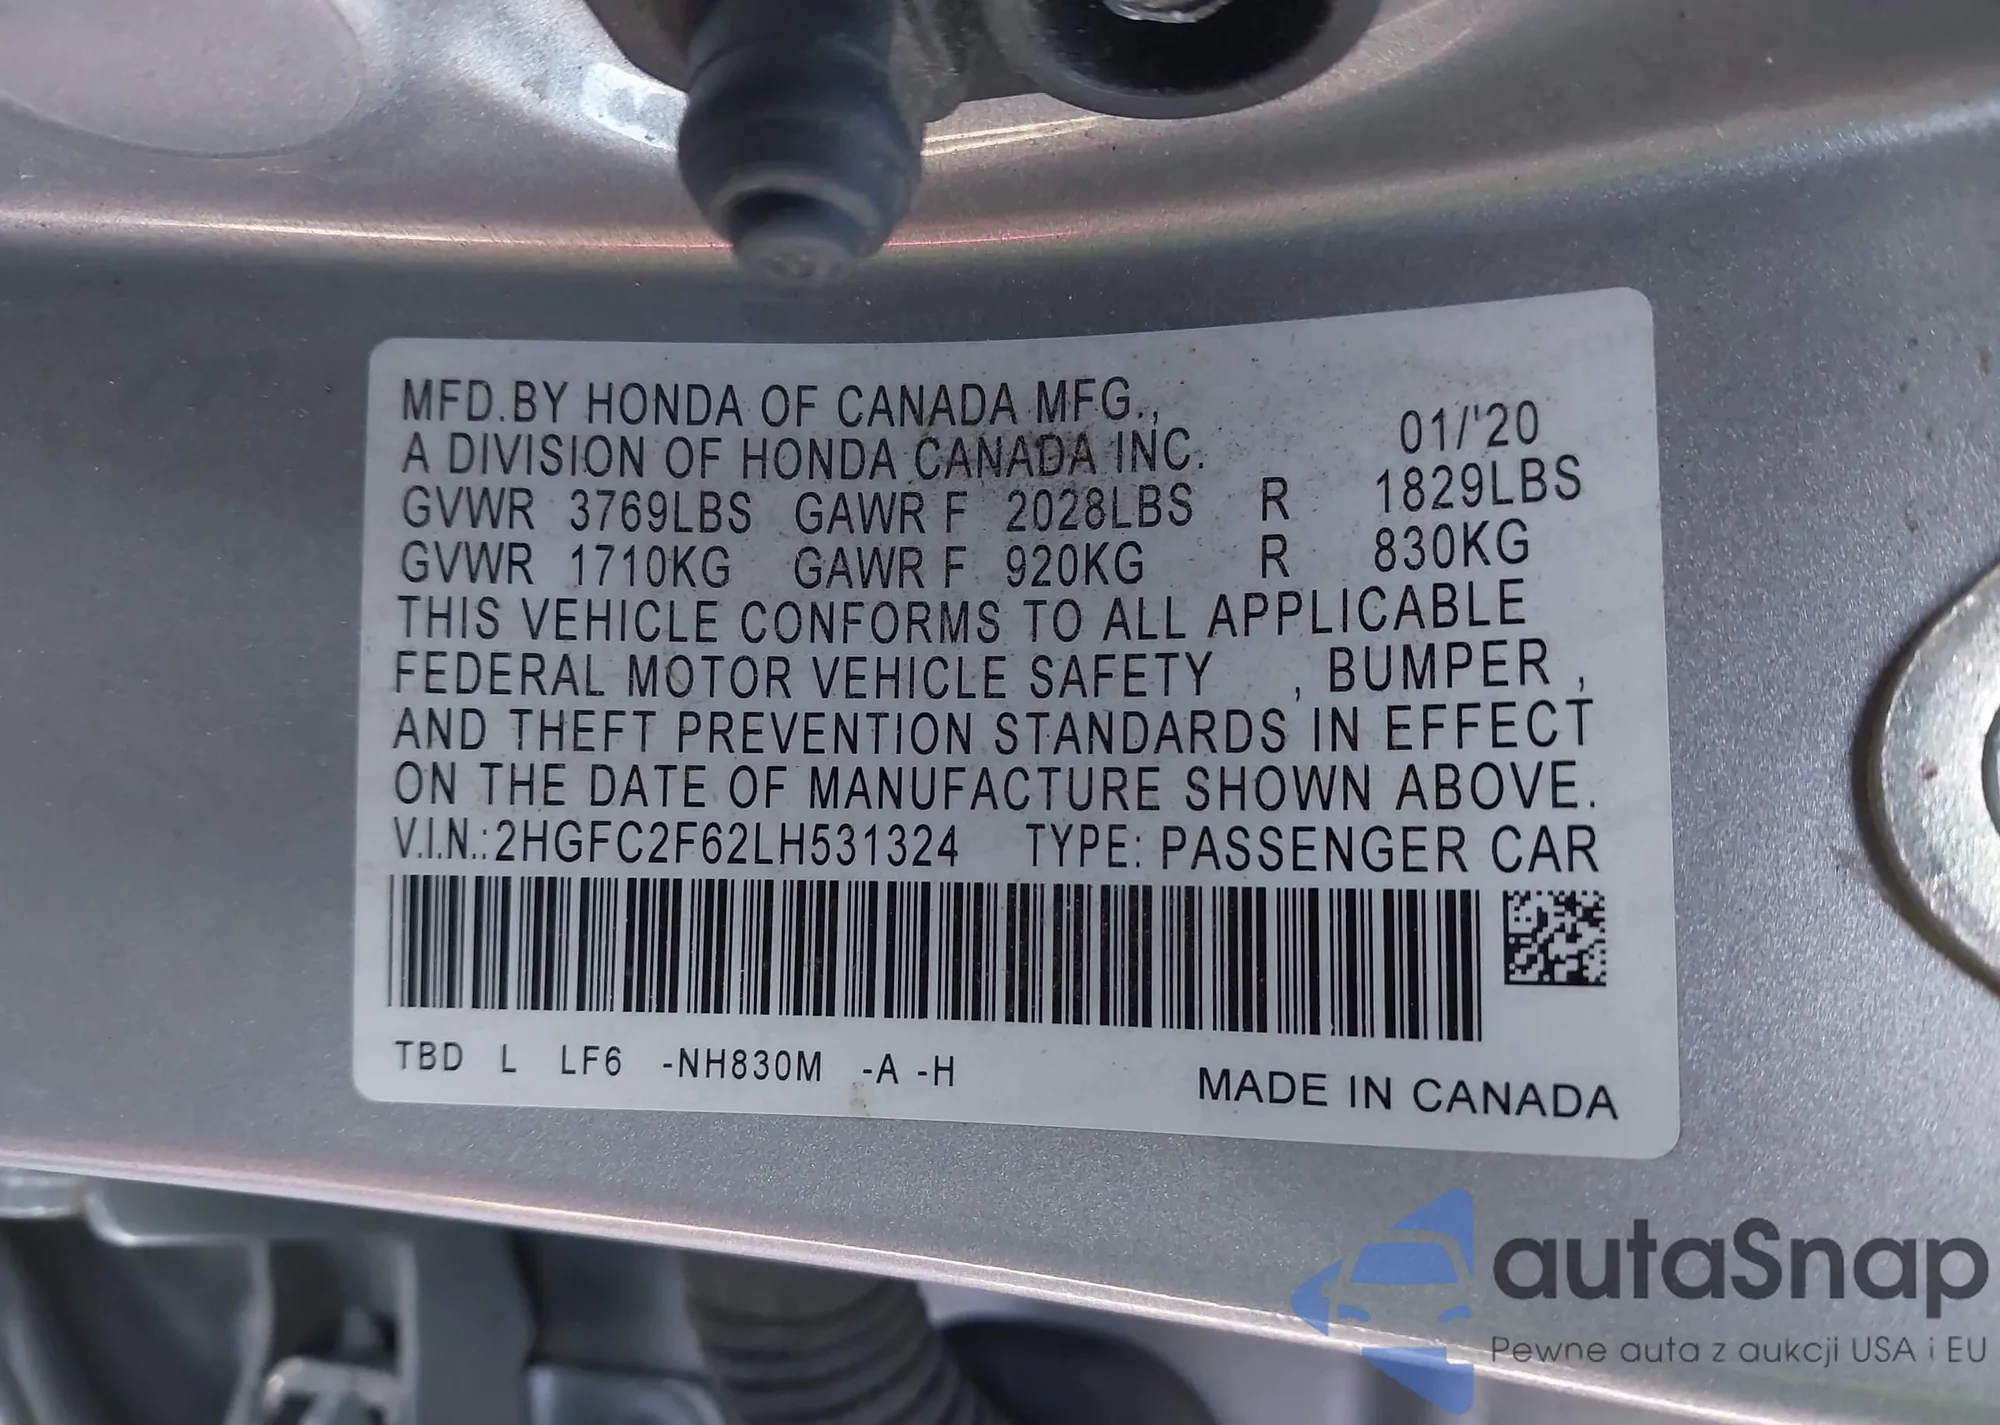 MFD.BY HONDA OF CANADA MFG.,
A DIVISION OF HONDA CANADA INC. 01/'20
GVWR 3769LBS GAWR F 2028LBS R 1829LBS
GVWR 1710KG GAWR F 920KG R 830KG
THIS VEHICLE CONFORMS TO ALL APPLICABLE
FEDERAL MOTOR VEHICLE SAFETY , BUMPER ,
AND THEFT PREVENTION STANDARDS IN EFFECT
ON THE DATE OF MANUFACTURE SHOWN ABOVE.
V.I.N.: 2HGFC2F62LH531324 TYPE: PASSENGER CAR
TBD L LF6 -NH830M -A -H
MADE IN CANADA
autaSnap
Pewne auta z aukcji USA i EU